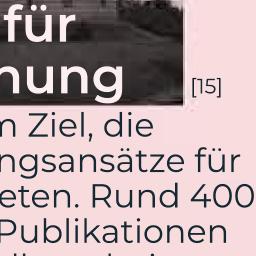 für
nung [15]
m Ziel, die
ngsansätze für
eten. Rund 400
Publikationen